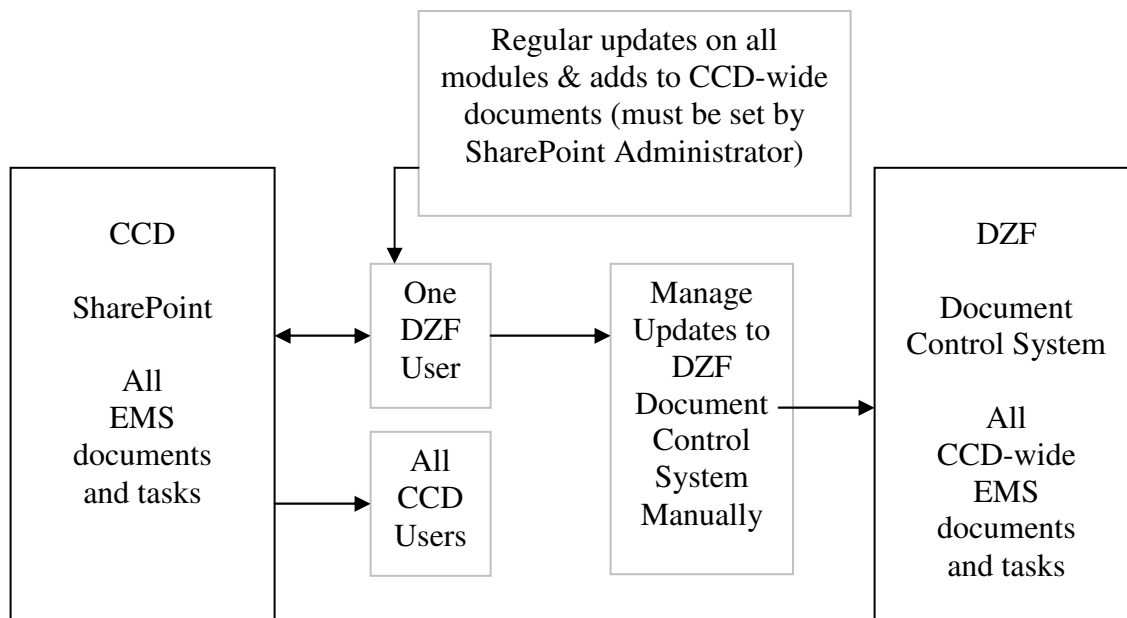 Regular updates on all
modules & adds to CCD-wide
documents (must be set by
SharePoint Administrator)
CCD
SharePoint
All
EMS
documents
and tasks
One
DZF
User
All
CCD
Users
Manage
Updates to
DZF
Document
Control
System
Manually
DZF
Document
Control System
All
CCD-wide
EMS
documents
and tasks